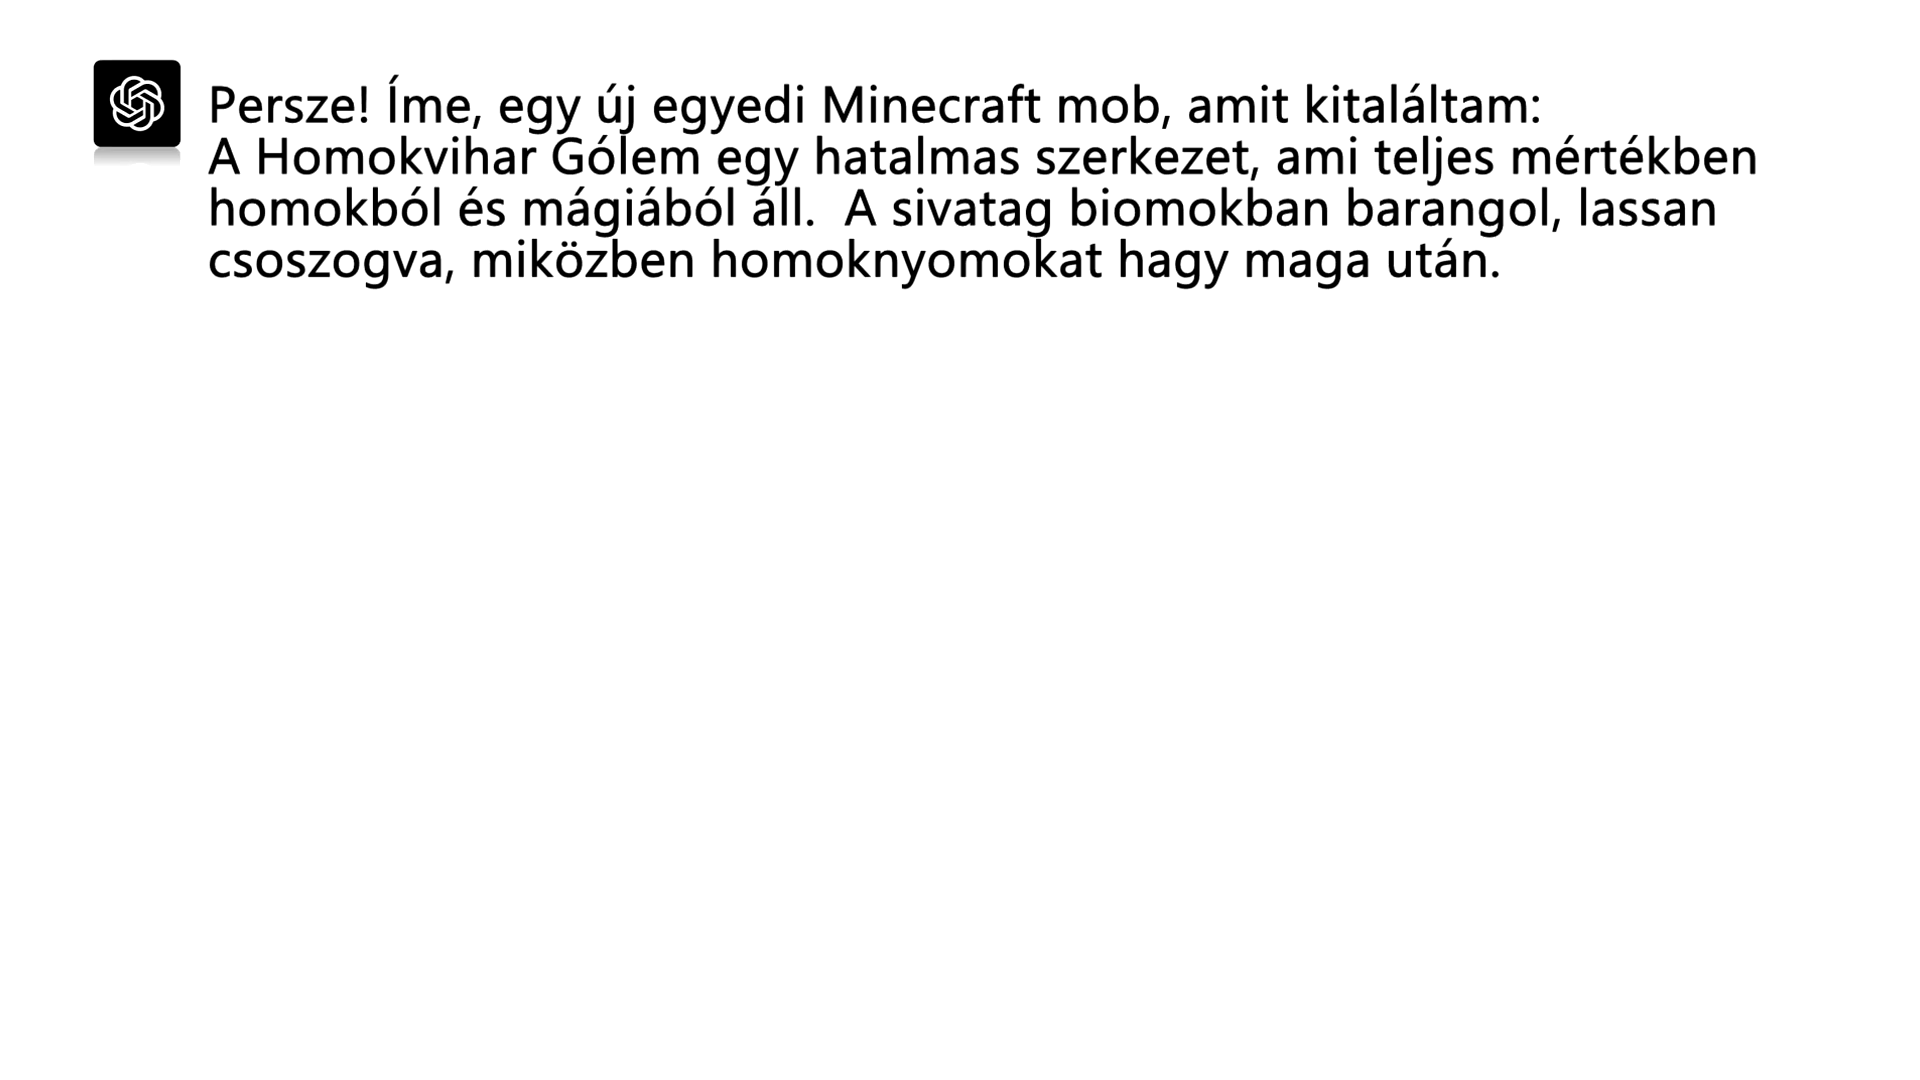 Persze! Íme, egy új egyedi Minecraft mob, amit kitaláltam:
A Homokvihar Gólem egy hatalmas szerkezet, ami teljes mértékben
homokból és mágiából áll.  A sivatag biomokban barangol, lassan
csoszogva, miközben homoknyomokat hagy maga után.